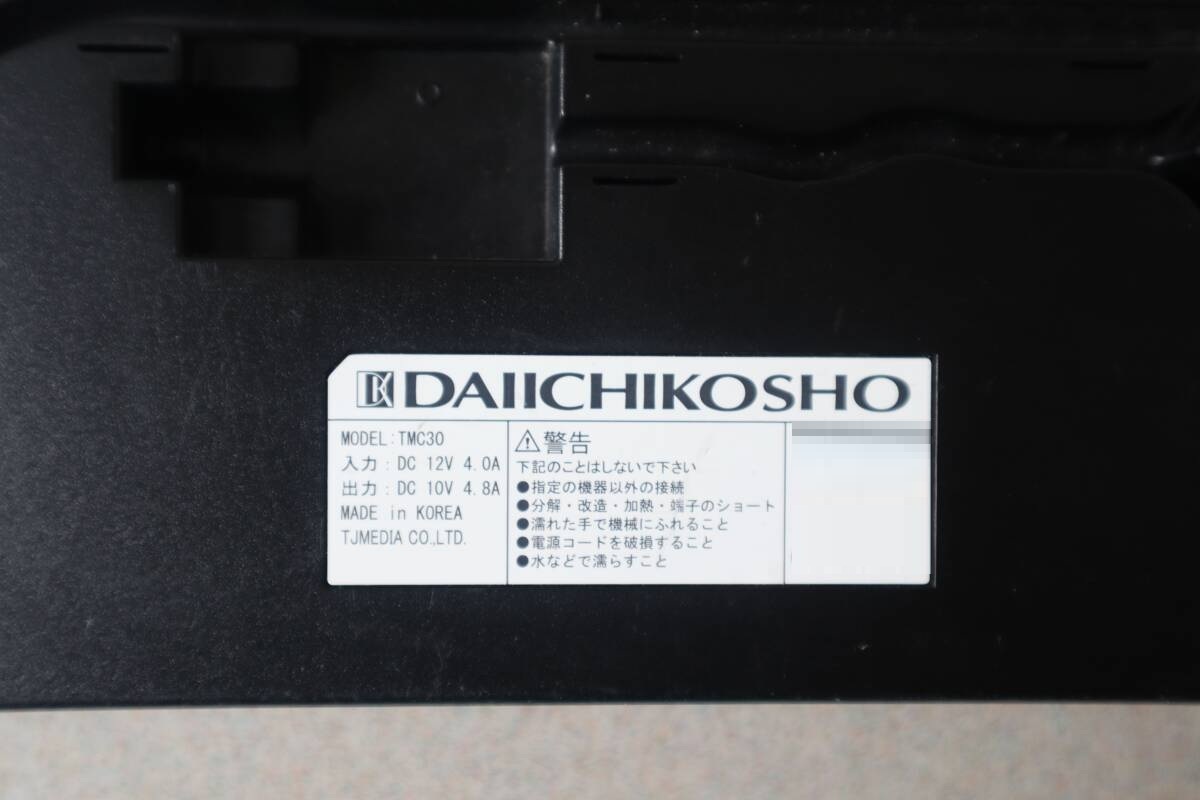 DK DAIICHIKOSHO
MODEL:TMC30
入力:DC 12V 4.0A
出力:DC 10V 4.8A
MADE in KOREA
TJMEDIA CO.,LTD.
⚠警告
下記のことはしないで下さい
●指定の機器以外の接続
●分解・改造・加熱・端子のショート
●濡れた手で機械にふれること
●電源コードを破損すること
●水などで濡らすこと